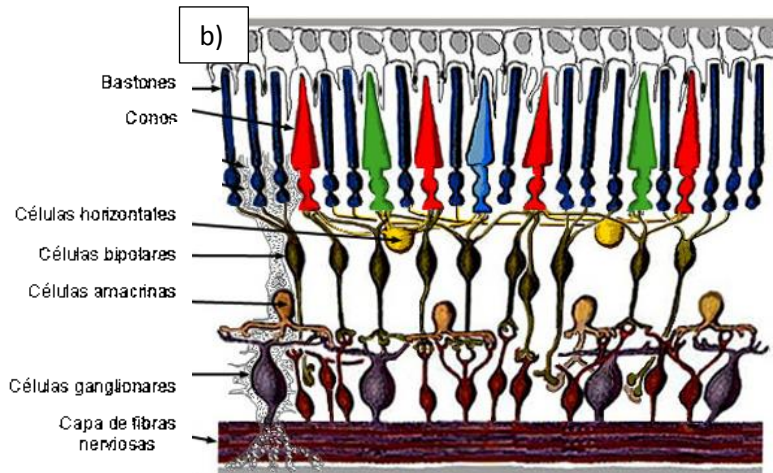 b)
Bastones
Conos
Células horizontales
Células bipolares
Células amacrinas
Células ganglionares
Capa de fibras
nerviosas